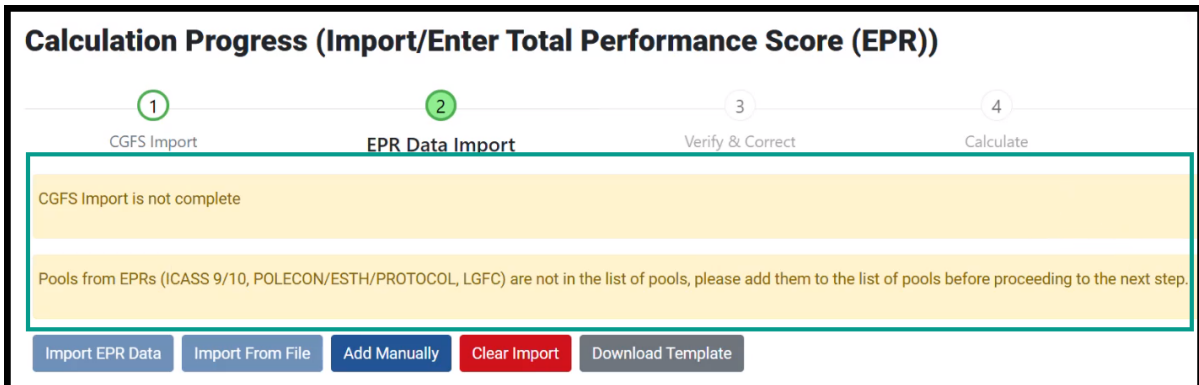 Calculation Progress (Import/Enter Total Performance Score (EPR))
1 2 3 4
CGFS Import EPR Data Import Verify & Correct Calculate
CGFS Import is not complete
Pools from EPRs (ICASS 9/10, POLECON/ESTH/PROTOCOL, LGFC) are not in the list of pools, please add them to the list of pools before proceeding to the next step.
Import EPR Data Import From File Add Manually Clear Import Download Template